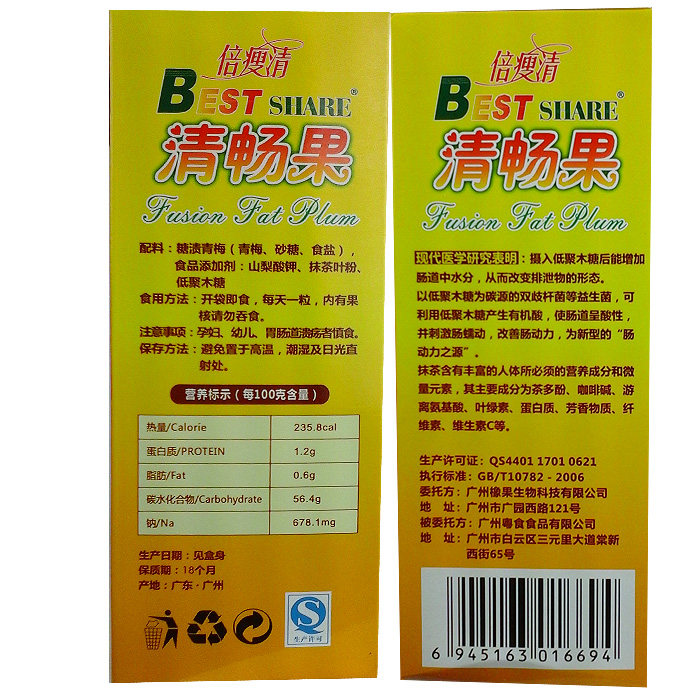 倍瘦清
BEST SHARE®
清畅果
Fusion Fat Plum
配料：糖渍青梅（青梅、砂糖、食盐），
食品添加剂：山梨酸钾、抹茶叶粉、
低聚木糖
食用方法：开袋即食，每天一粒，内有果
核请勿吞食。
注意事项：孕妇、幼儿、胃肠道溃疡者慎食。
保存方法：避免置于高温，潮湿及日光直
射处。
营养标示（每100克含量）
热量/Calorie 235.8cal
蛋白质/PROTEIN 1.2g
脂肪/Fat 0.6g
碳水化合物/Carbohydrate 56.4g
钠/Na 678.1mg
生产日期：见盒身
保质期：18个月
产地：广东·广州
生产许可
倍瘦清
BEST SHARE®
清畅果
Fusion Fat Plum
现代医学研究表明：摄入低聚木糖后能增加
肠道中水分，从而改变排泄物的形态。
以低聚木糖为碳源的双歧杆菌等益生菌，可
利用低聚木糖产生有机酸，使肠道呈酸性，
并刺激肠蠕动，改善肠动力，为新型的“肠
动力之源”。
抹茶含有丰富的人体所必须的营养成分和微
量元素，其主要成分为茶多酚、咖啡碱、游
离氨基酸、叶绿素、蛋白质、芳香物质、纤
维素、维生素C等。
生产许可证：QS4401 1701 0621
执行标准：GB/T10782－2006
委托方：广州橡果生物科技有限公司
地 址：广州市广园西路121号
被委托方：广州粤食食品有限公司
地 址：广州市白云区三元里大道棠新
西街65号
6 945163 016694